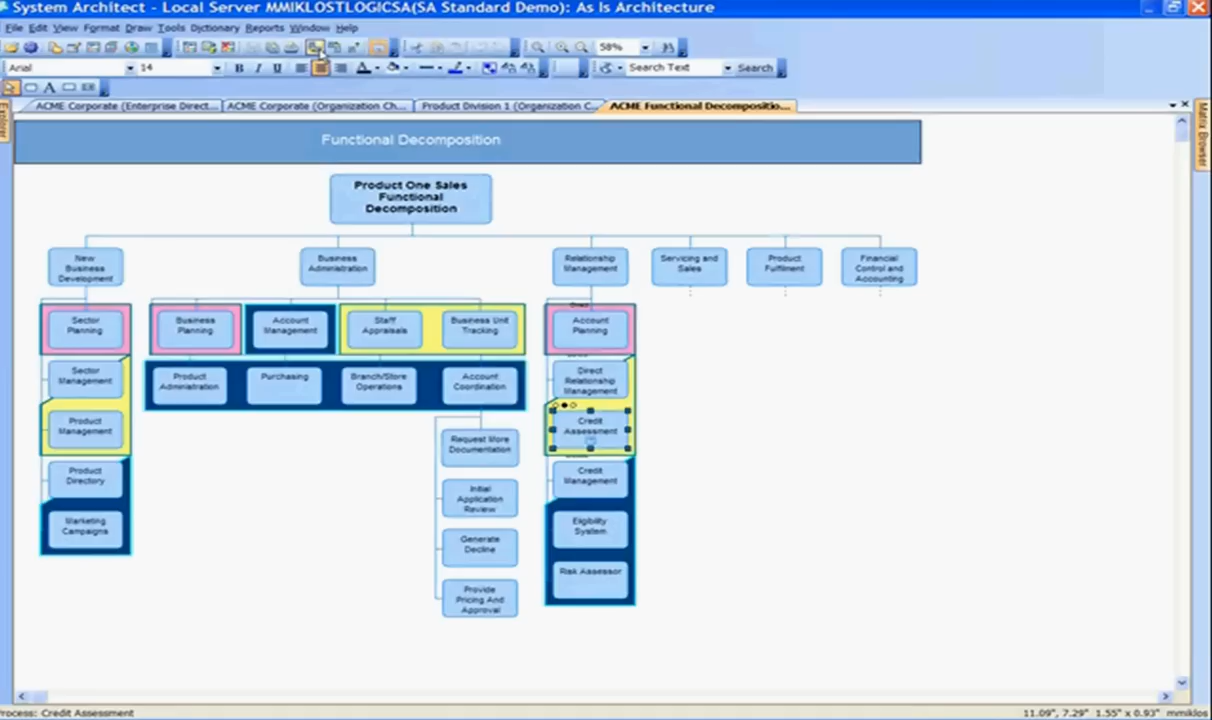 System Architect - Local Server MMIKLOSTLOGICSA(SA Standard Demo): As Is Architecture
File Edit View Format Draw Tools Dictionary Reports Window Help
58%
Arial 14 B I U A Search Text Search
A
ACME Corporate (Enterprise Direct... ACME Corporate (Organization Ch... Product Division 1 (Organization C... ACME Functional Decompositio...
Explorer
Matrix Browser
Functional Decomposition
Product One Sales
Functional
Decomposition
New
Business
Development
Business
Administration
Relationship
Management
Servicing and
Sales
Product
Fulfilment
Financial
Control and
Accounting
Sector
Planning
Business
Planning
Account
Management
Staff
Appraisals
Business Unit
Tracking
Account
Planning
Sector
Management
Product
Administration
Purchasing
Branch/Store
Operations
Account
Coordination
Direct
Relationship
Management
Product
Management
Credit
Assessment
Request More
Documentation
Product
Directory
Initial
Application
Review
Credit
Management
Marketing
Campaigns
Generate
Decline
Eligibility
System
Provide
Pricing And
Approval
Risk Assessor
rocess: Credit Assessment
11.09", 7.29" 1.55" x 0.93" mmiklos